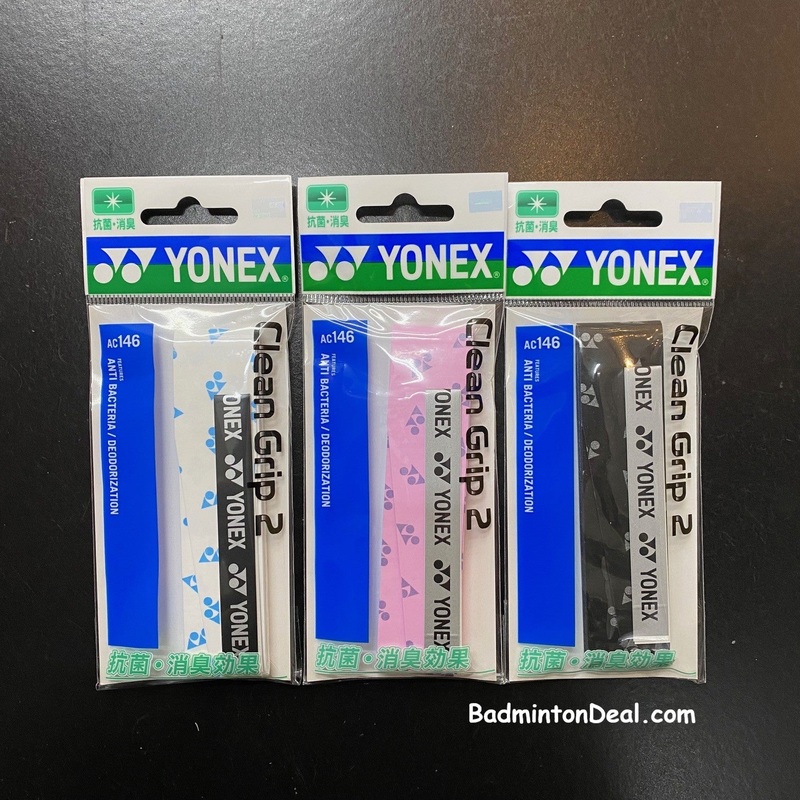 抗菌・消臭
YONEX®
AC146
FEATURES
ANTI BACTERIA / DEODORIZATION
Clean Grip 2
ONEX
YONEX
YONEX
抗菌・消臭効果
抗菌・消臭
YONEX®
AC146
FEATURES
ANTI BACTERIA / DEODORIZATION
Clean Grip 2
YONEX
YONEX
抗菌・消臭効果
抗菌・消臭
YONEX®
AC146
FEATURES
ANTI BACTERIA / DEODORIZATION
Clean Grip 2
ONEX
YONEX
YONEX
抗菌・消臭効果
BadmintonDeal.com